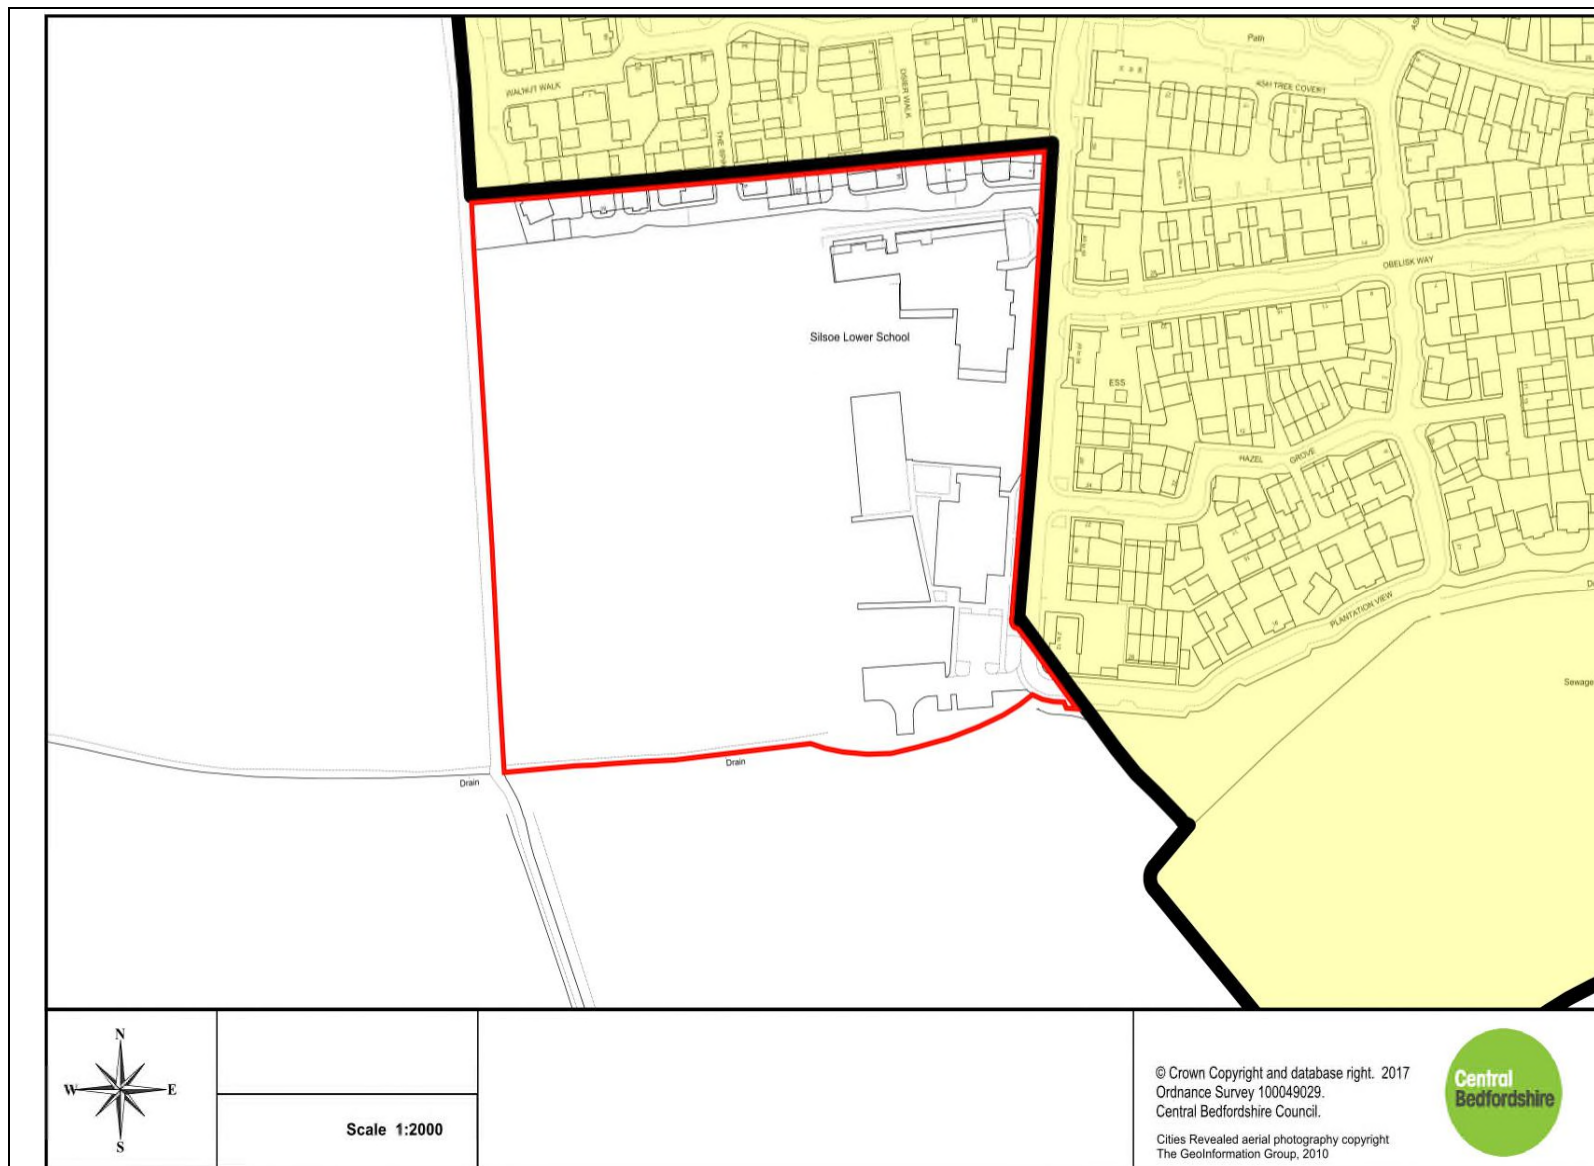 Path
WALNUT WALK
ASH TREE COVERT
OSIER WALK
OBELISK WAY
Silsoe Lower School
ESS
HAZEL GROVE
PLANTATION VIEW
Sewage
Drain
Drain
N
W E
S
Scale 1:2000
© Crown Copyright and database right. 2017
Ordnance Survey 100049029.
Central Bedfordshire Council.
Cities Revealed aerial photography copyright
The GeoInformation Group, 2010
Central
Bedfordshire